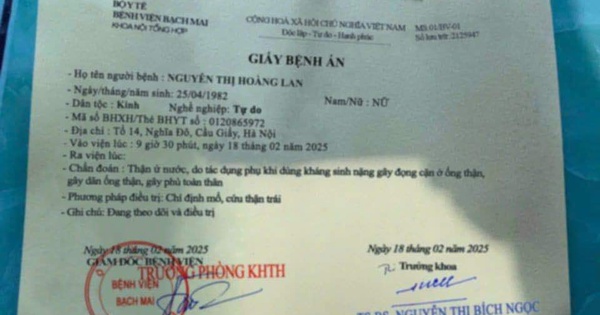 BỘ Y TẾ
BỆNH VIỆN BẠCH MAI
KHOA NỘI TỔNG HỢP
CỘNG HOÀ XÃ HỘI CHỦ NGHĨA VIỆT NAM
Độc lập - Tự do - Hạnh phúc
MS:01/BV-01
Số lưu trữ: 2125947
GIẤY BỆNH ÁN
- Họ tên người bệnh : NGUYỄN THỊ HOÀNG LAN
- Ngày/tháng/năm sinh: 25/04/1982
Nam/Nữ : NỮ
- Dân tộc : Kinh Nghề nghiệp: Tự do
- Mã số BHXH/Thẻ BHYT số : 0120865972
- Địa chỉ : Tổ 14, Nghĩa Đô, Cầu Giấy, Hà Nội
- Vào viện lúc: 9 giờ 30 phút, ngày 18 tháng 02 năm 2025
- Ra viện lúc:
- Chẩn đoán : Thận ứ nước, do tác dụng phụ khi dùng kháng sinh nặng gây đọng cặn ở ống thận,
gây dãn ống thận, gây phù toàn thân
- Phương pháp điều trị: Chỉ định mổ, cứu thận trái
- Ghi chú: Đang theo dõi và điều trị
Ngày 18 tháng 02 năm 2025
GIÁM ĐỐC BỆNH VIỆN
TRƯỞNG PHÒNG KHTH
BỆNH VIỆN
BẠCH MAI
Ngày 18 tháng 02 năm 2025
Trưởng khoa
NGUYỄN THỊ BÍCH NGỌC